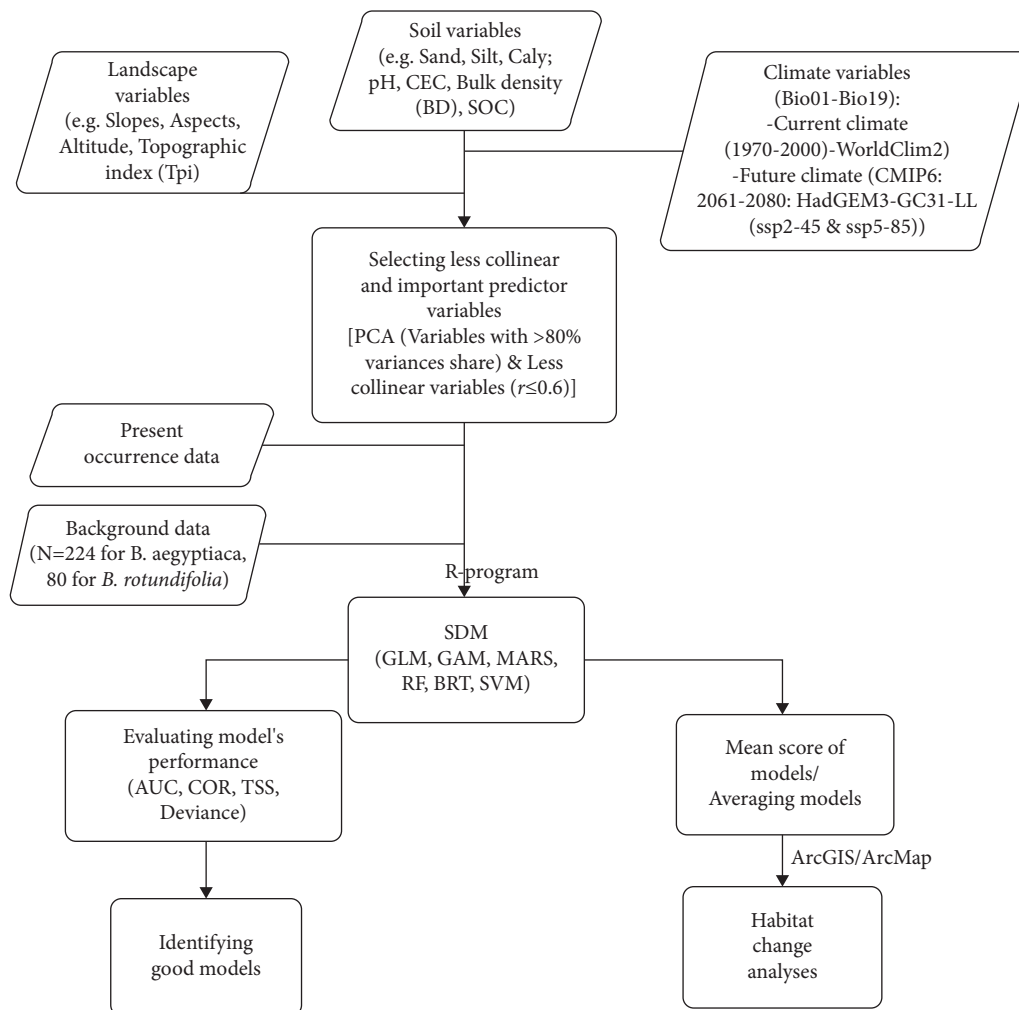 Soil variables
(e.g. Sand, Silt, Caly;
pH, CEC, Bulk density
(BD), SOC)
Landscape
variables
(e.g. Slopes, Aspects,
Altitude, Topographic
index (Tpi)
Climate variables
(Bio01-Bio19):
-Current climate
(1970-2000)-WorldClim2)
-Future climate (CMIP6:
2061-2080: HadGEM3-GC31-LL
(ssp2-45 & ssp5-85))
Selecting less collinear
and important predictor
variables
[PCA (Variables with >80%
variances share) & Less
collinear variables (r≤0.6)]
Present
occurrence data
Background data
(N=224 for B. aegyptiaca,
80 for B. rotundifolia)
R-program
SDM
(GLM, GAM, MARS,
RF, BRT, SVM)
Evaluating model's
performance
(AUC, COR, TSS,
Deviance)
Mean score of
models/
Averaging models
ArcGIS/ArcMap
Identifying
good models
Habitat
change
analyses